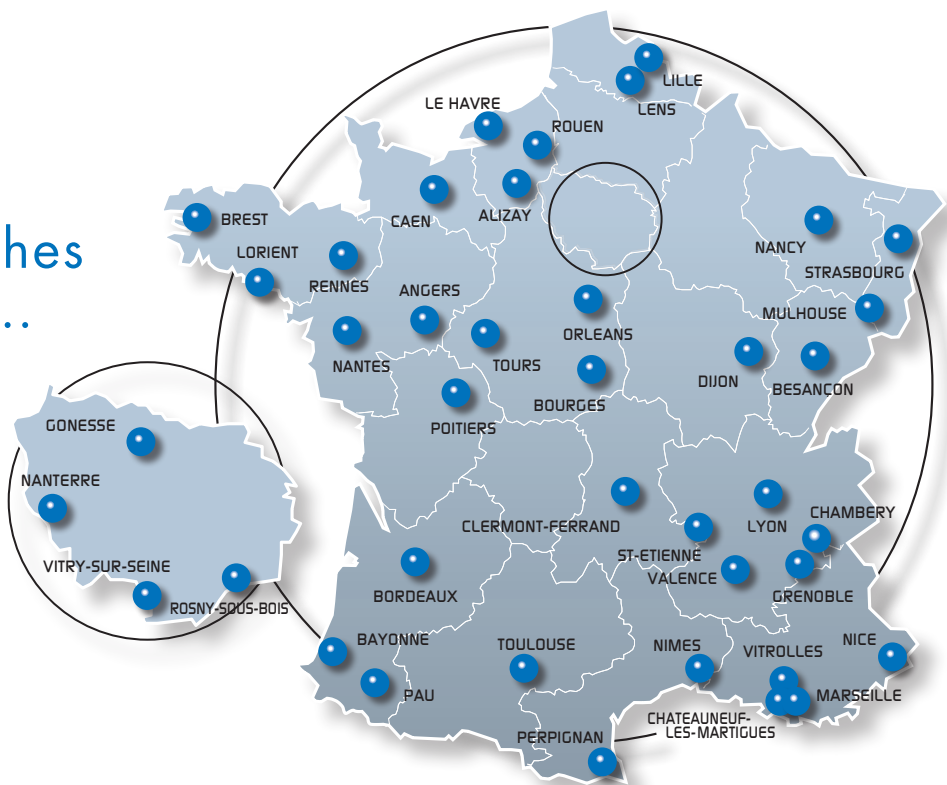 LILLE
LENS
LE HAVRE
ROUEN
ALIZAY
CAEN
BREST
hes
LORIENT
RENNES
NANCY
STRASBOURG
ANGERS
MULHOUSE
..
ORLEANS
NANTES
TOURS
DIJON
BESANCON
BOURGES
POITIERS
GONESSE
NANTERRE
CLERMONT-FERRAND
LYON
CHAMBERY
ST-ETIENNE
VALENCE
VITRY-SUR-SEINE
ROSNY-SOUS-BOIS
BORDEAUX
GRENOBLE
BAYONNE
TOULOUSE
NIMES
VITROLLES
NICE
PAU
MARSEILLE
CHATEAUNEUF-
LES-MARTIGUES
PERPIGNAN